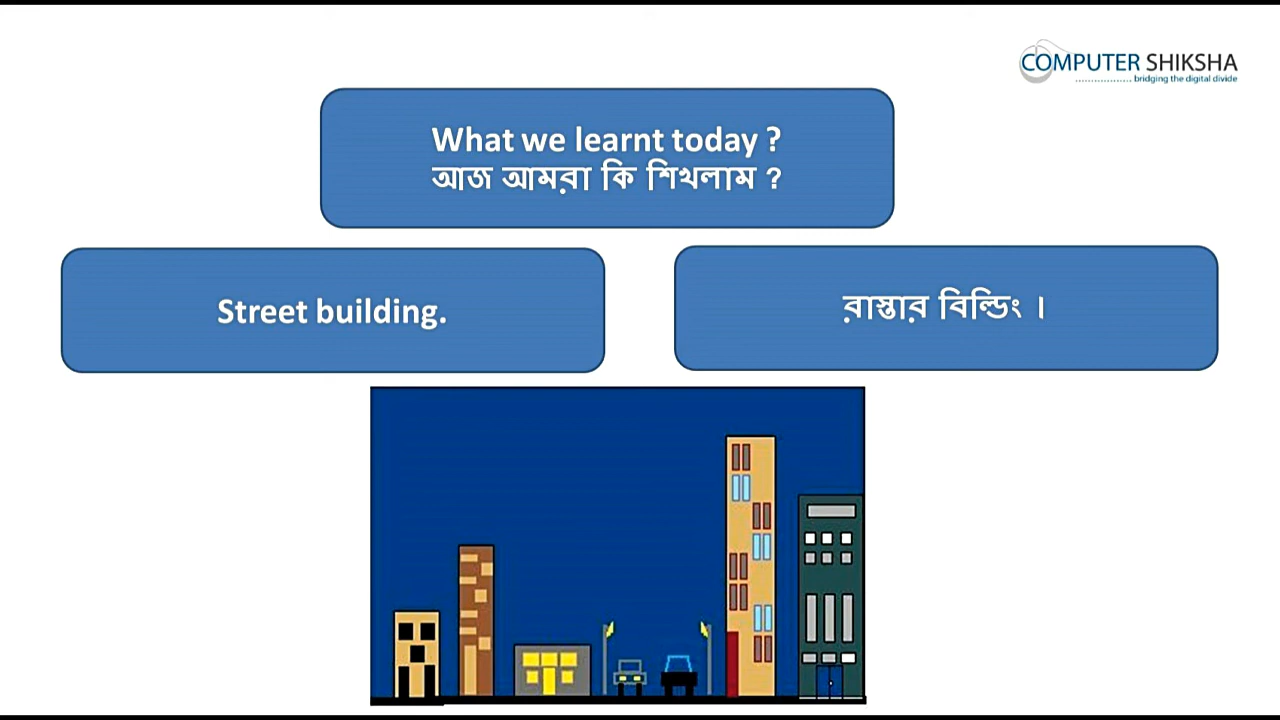 COMPUTER SHIKSHA
bridging the digital divide
What we learnt today ?
আজ আমরা কি শিখলাম ?
Street building.
রাস্তার বিল্ডিং ।